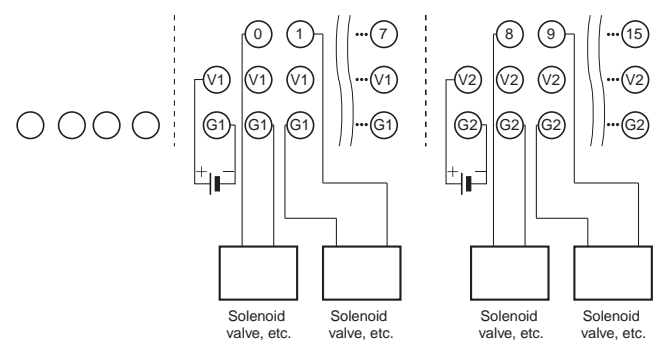 0 1 ···7 8 9 ···15
V1 V1 V1 ···V1 V2 V2 V2 ···V2
G1 G1 G1 ···G1 G2 G2 G2 ···G2
+ − + −
Solenoid valve, etc.
Solenoid valve, etc.
Solenoid valve, etc.
Solenoid valve, etc.